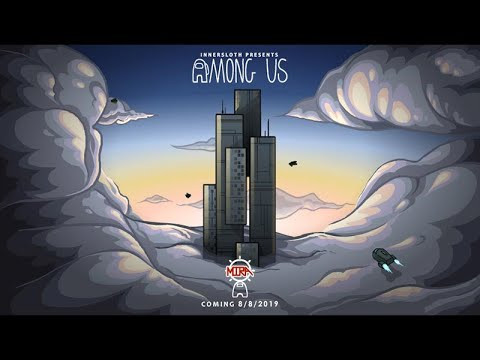 INNERSLOTH PRESENTS
AMONG US
MIRA
COMING 8/8/2019